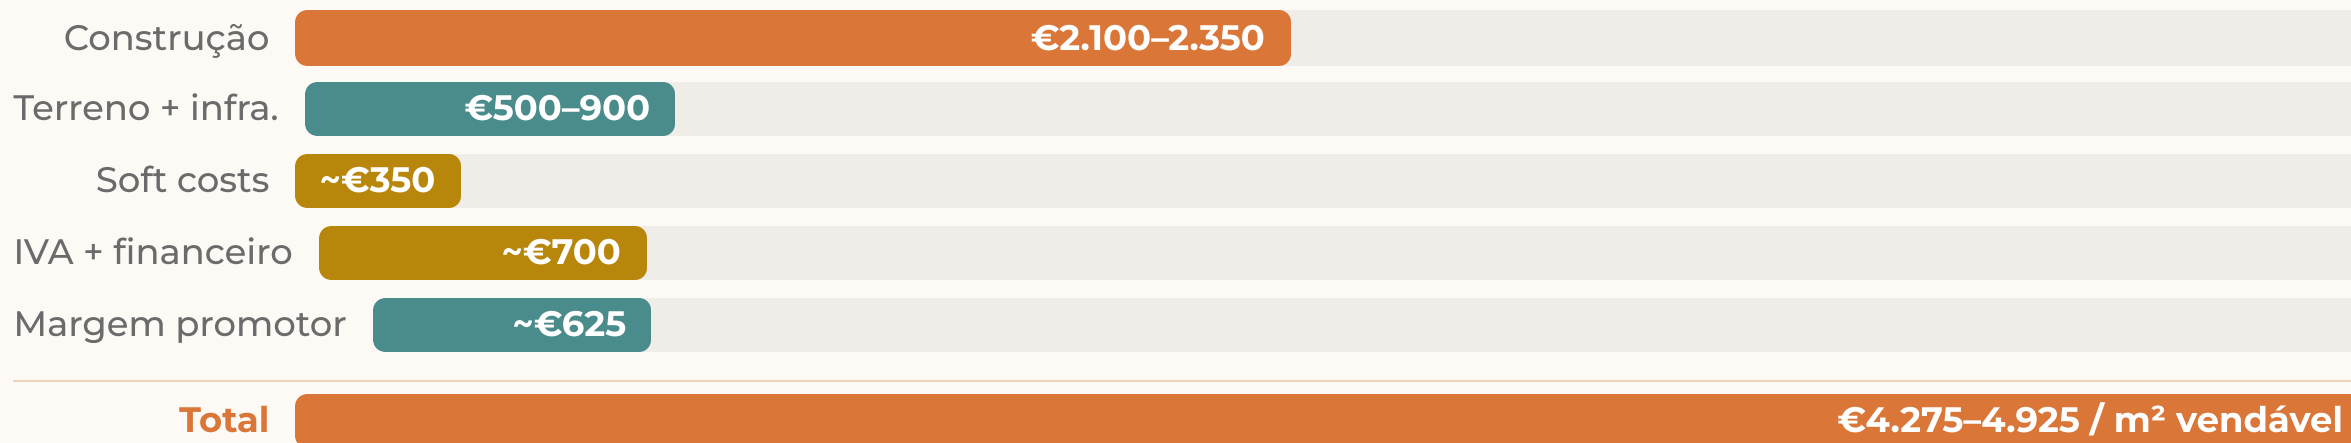 Construção €2.100–2.350
Terreno + infra. €500–900
Soft costs ~€350
IVA + financeiro ~€700
Margem promotor ~€625
Total €4.275–4.925 / m² vendável